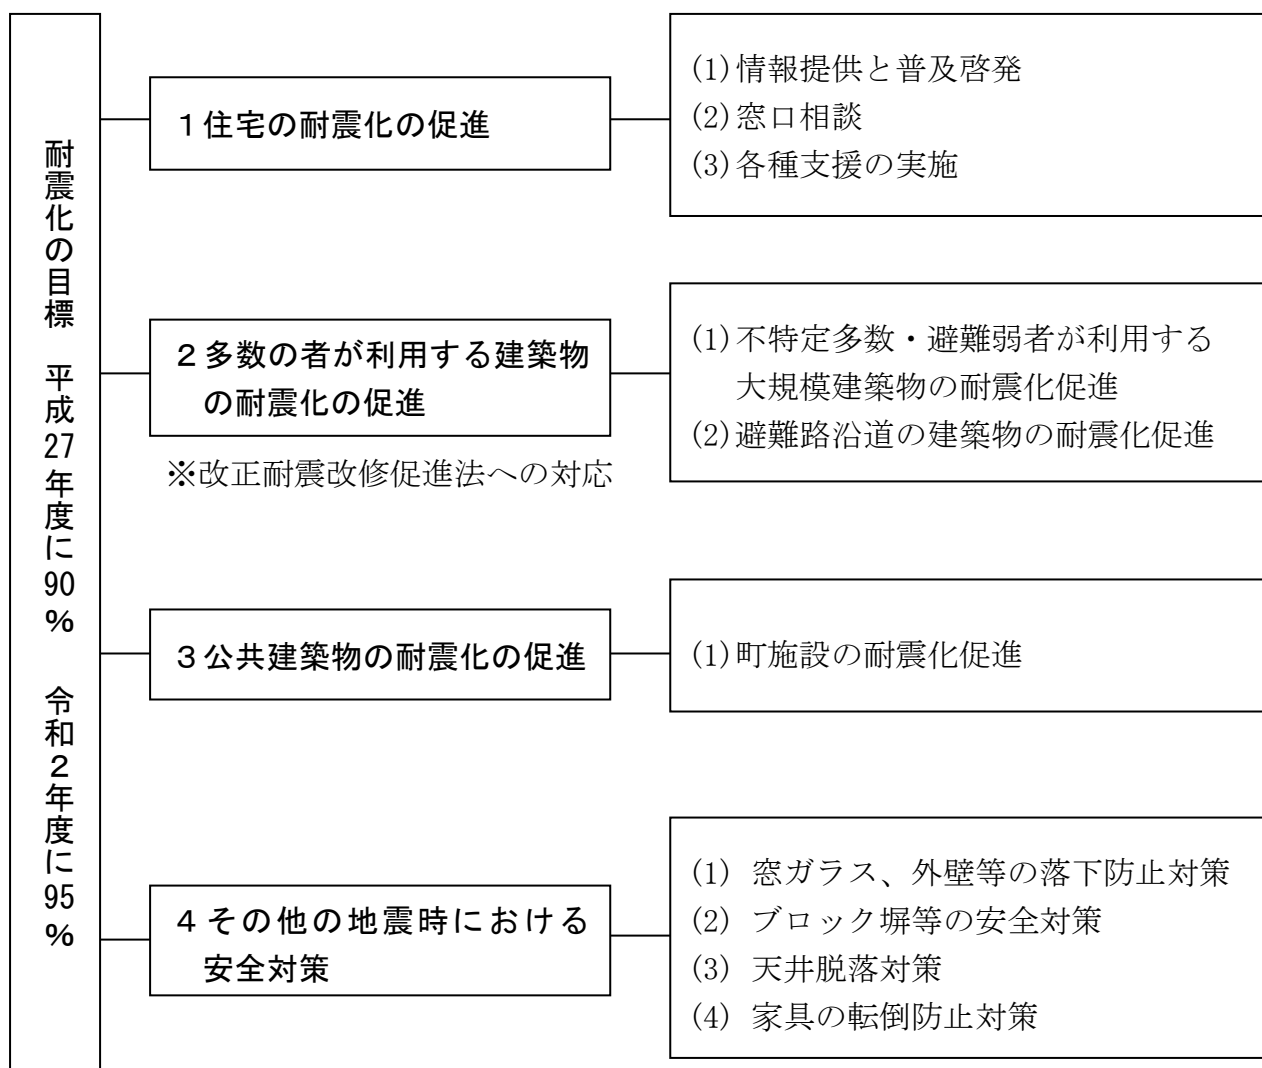 耐震化の目標 平成27年度に90% 令和2年度に95%
1住宅の耐震化の促進
(1)情報提供と普及啓発
(2)窓口相談
(3)各種支援の実施
2多数の者が利用する建築物
の耐震化の促進
※改正耐震改修促進法への対応
(1)不特定多数・避難弱者が利用する
大規模建築物の耐震化促進
(2)避難路沿道の建築物の耐震化促進
3公共建築物の耐震化の促進
(1)町施設の耐震化促進
4その他の地震時における
安全対策
(1) 窓ガラス、外壁等の落下防止対策
(2) ブロック塀等の安全対策
(3) 天井脱落対策
(4) 家具の転倒防止対策